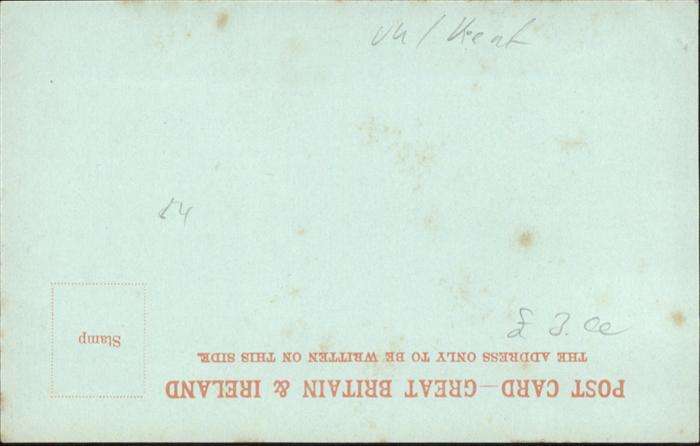 POST CARD—GREAT BRITAIN & IRELAND
THE ADDRESS ONLY TO BE WRITTEN ON THIS SIDE.
Stamp
£ 3.00